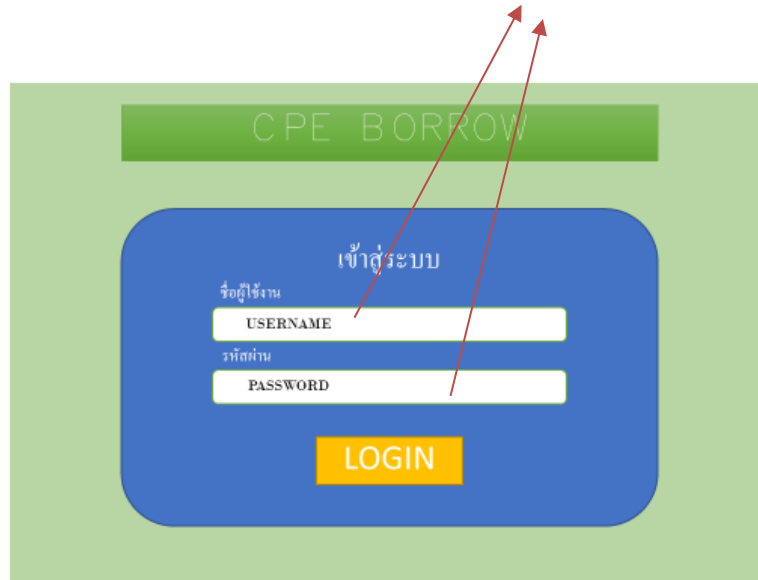 CPE BORROW
เข้าสู่ระบบ
ชื่อผู้ใช้งาน
USERNAME
รหัสผ่าน
PASSWORD
LOGIN